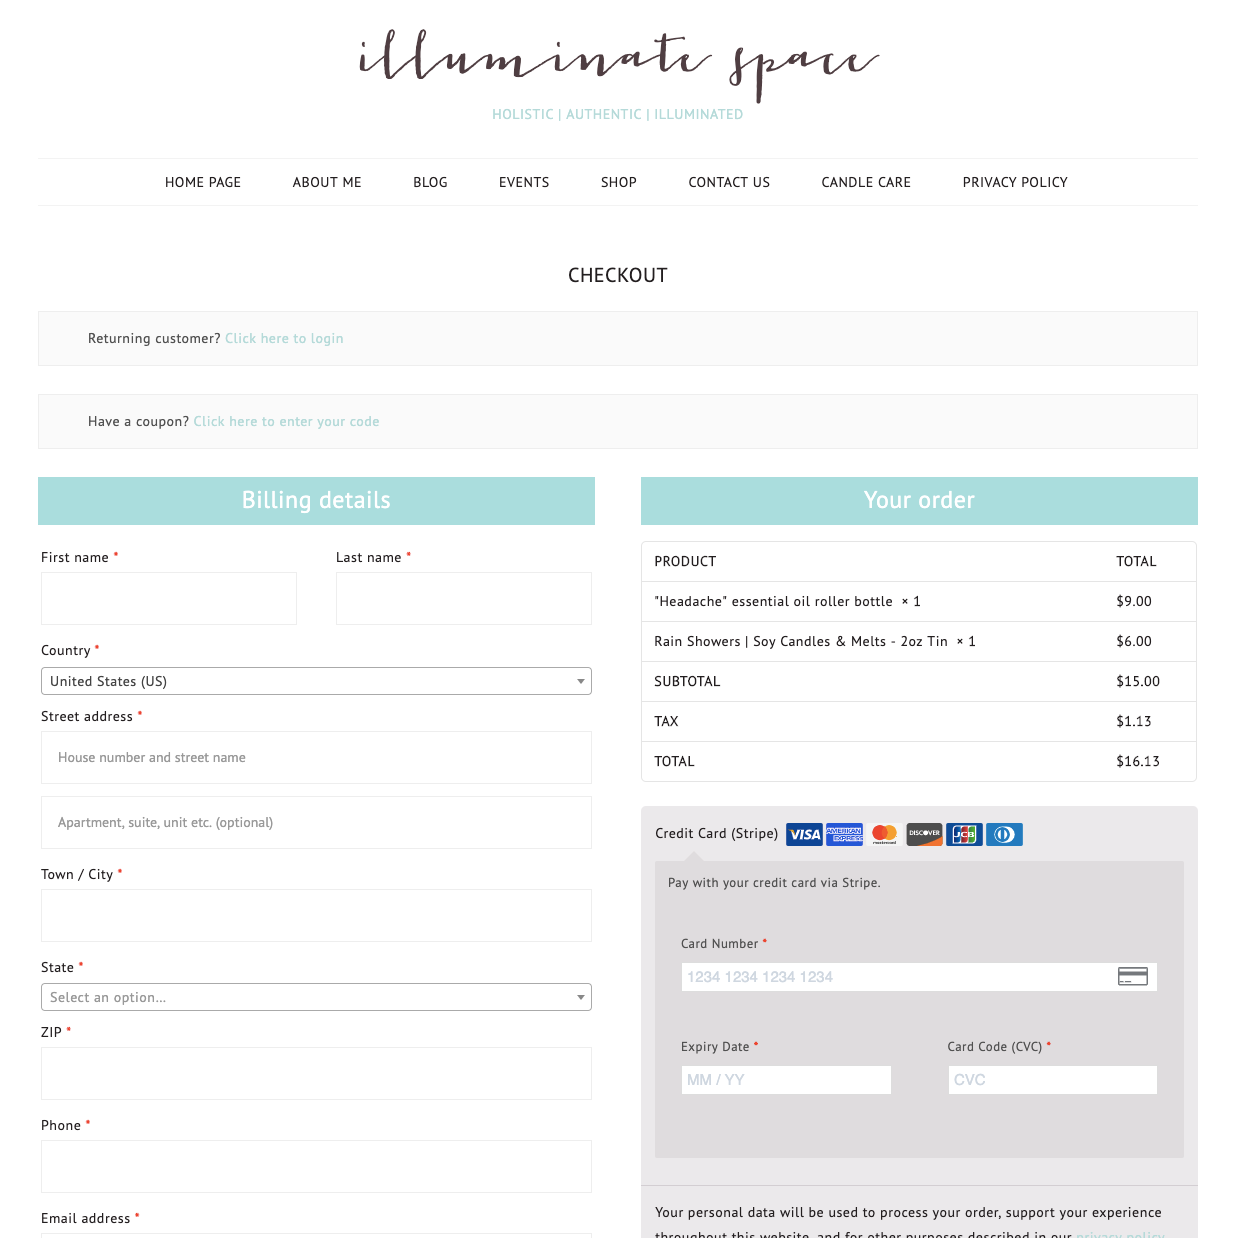 illuminate space
HOLISTIC | AUTHENTIC | ILLUMINATED
HOME PAGE ABOUT ME BLOG EVENTS SHOP CONTACT US CANDLE CARE PRIVACY POLICY
CHECKOUT
Returning customer? Click here to login
Have a coupon? Click here to enter your code
Billing details
First name * Last name *
Country *
United States (US)
Street address *
House number and street name
Apartment, suite, unit etc. (optional)
Town / City *
State *
Select an option...
ZIP *
Phone *
Email address *
Your order
PRODUCT TOTAL
"Headache" essential oil roller bottle × 1 $9.00
Rain Showers | Soy Candles & Melts - 2oz Tin × 1 $6.00
SUBTOTAL $15.00
TAX $1.13
TOTAL $16.13
Credit Card (Stripe) VISA AMERICAN EXPRESS mastercard DISCOVER JCB
Pay with your credit card via Stripe.
Card Number *
1234 1234 1234 1234
Expiry Date * Card Code (CVC) *
MM / YY CVC
Your personal data will be used to process your order, support your experience
throughout this website, and for other purposes described in our privacy policy